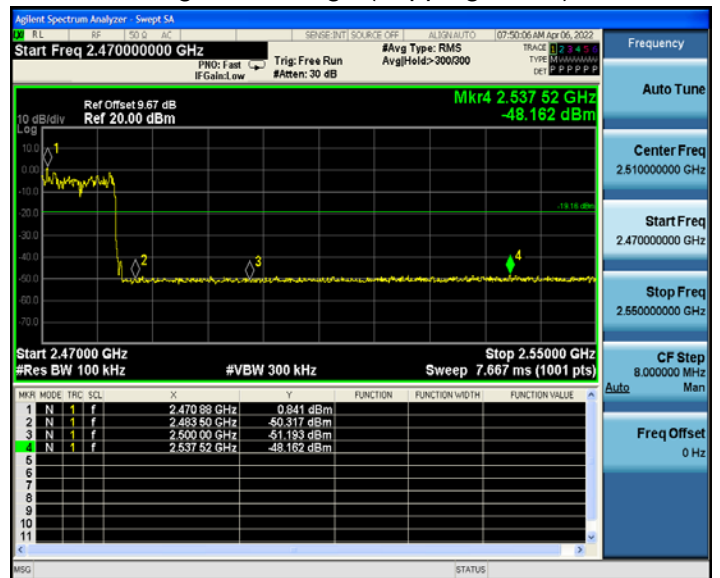 Agilent Spectrum Analyzer - Swept SA
RL RF 50 Ω AC SENSE:INT SOURCE OFF ALIGN AUTO 07:50:06 AM Apr 06, 2022
Start Freq 2.470000000 GHz
PNO: Fast
IFGain:Low
Trig: Free Run
#Atten: 30 dB
#Avg Type: RMS
Avg|Hold:>300/300
TRACE 1 2 3 4 5 6
TYPE
DET P P P P P P
Mkr4 2.537 52 GHz
-48.162 dBm
Ref Offset 9.67 dB
10 dB/div Ref 20.00 dBm
Log
10.0
0.00
-10.0
-20.0
-30.0
-40.0
-50.0
-60.0
-70.0
1
2
3
4
-19.16 dBm
Start 2.47000 GHz Stop 2.55000 GHz
#Res BW 100 kHz #VBW 300 kHz Sweep 7.667 ms (1001 pts)
MKR MODE TRC SCL X Y FUNCTION FUNCTION WIDTH FUNCTION VALUE
1 N 1 f 2.470 88 GHz 0.841 dBm
2 N 1 f 2.483 50 GHz -50.317 dBm
3 N 1 f 2.500 00 GHz -51.193 dBm
4 N 1 f 2.537 52 GHz -48.162 dBm
5
6
7
8
9
10
11
MSG STATUS
Frequency
Auto Tune
Center Freq
2.510000000 GHz
Start Freq
2.470000000 GHz
Stop Freq
2.550000000 GHz
CF Step
8.000000 MHz
Auto Man
Freq Offset
0 Hz